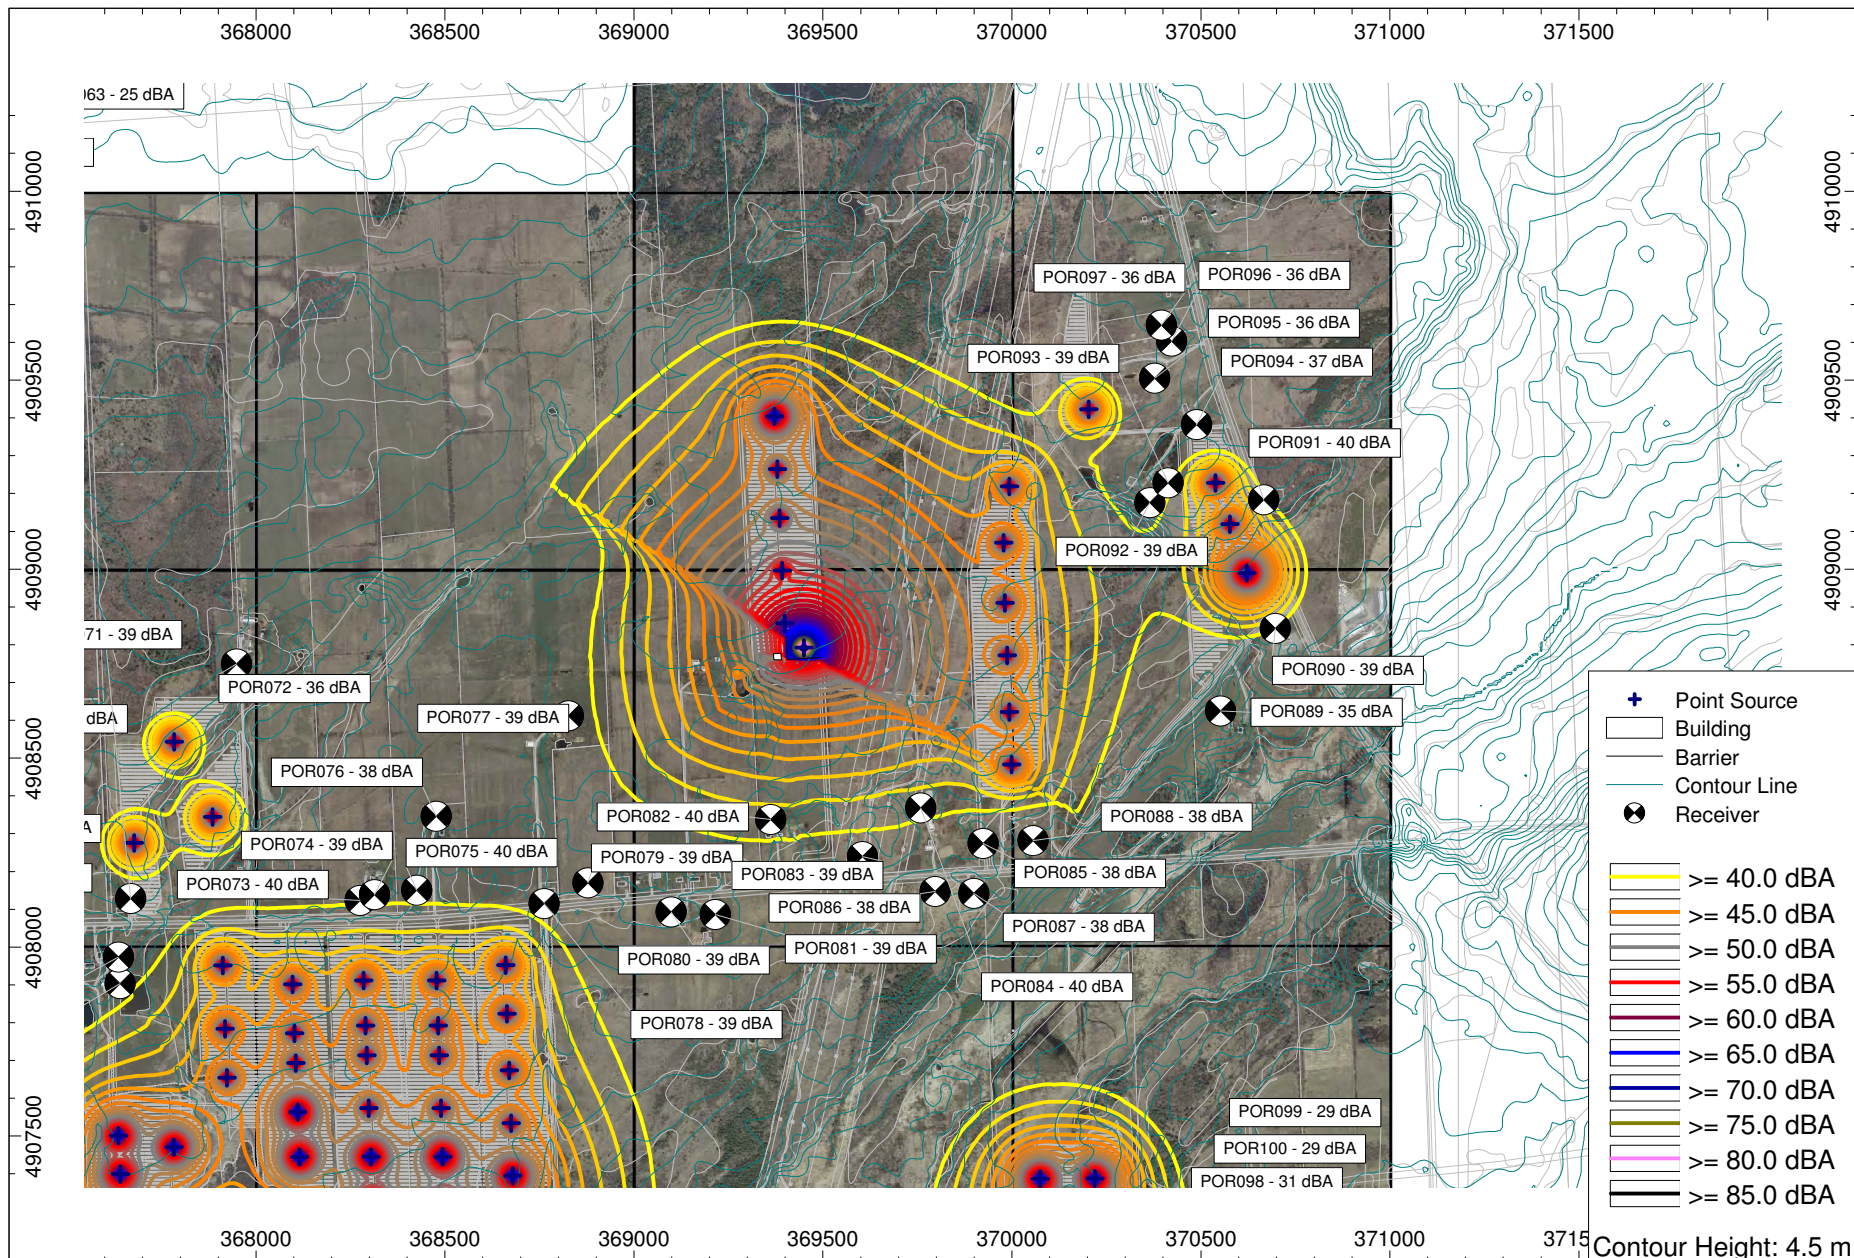 368000 368500 369000 369500 370000 370500 371000 371500
4910000
4909500
4909000
4908500
4908000
4907500
4910000
4909500
4909000
063 - 25 dBA
POR097 - 36 dBA
POR096 - 36 dBA
POR095 - 36 dBA
POR093 - 39 dBA
POR094 - 37 dBA
POR091 - 40 dBA
POR092 - 39 dBA
071 - 39 dBA
POR072 - 36 dBA
POR090 - 39 dBA
dBA
POR077 - 39 dBA
POR089 - 35 dBA
POR076 - 38 dBA
POR082 - 40 dBA
POR088 - 38 dBA
A
POR074 - 39 dBA
POR075 - 40 dBA
POR079 - 39 dBA
POR083 - 39 dBA
POR085 - 38 dBA
POR073 - 40 dBA
POR086 - 38 dBA
POR087 - 38 dBA
POR081 - 39 dBA
POR080 - 39 dBA
POR084 - 40 dBA
POR078 - 39 dBA
POR099 - 29 dBA
POR100 - 29 dBA
POR098 - 31 dBA
Point Source
Building
Barrier
Contour Line
Receiver
>= 40.0 dBA
>= 45.0 dBA
>= 50.0 dBA
>= 55.0 dBA
>= 60.0 dBA
>= 65.0 dBA
>= 70.0 dBA
>= 75.0 dBA
>= 80.0 dBA
>= 85.0 dBA
Contour Height: 4.5 m
368000 368500 369000 369500 370000 370500 371000 3715